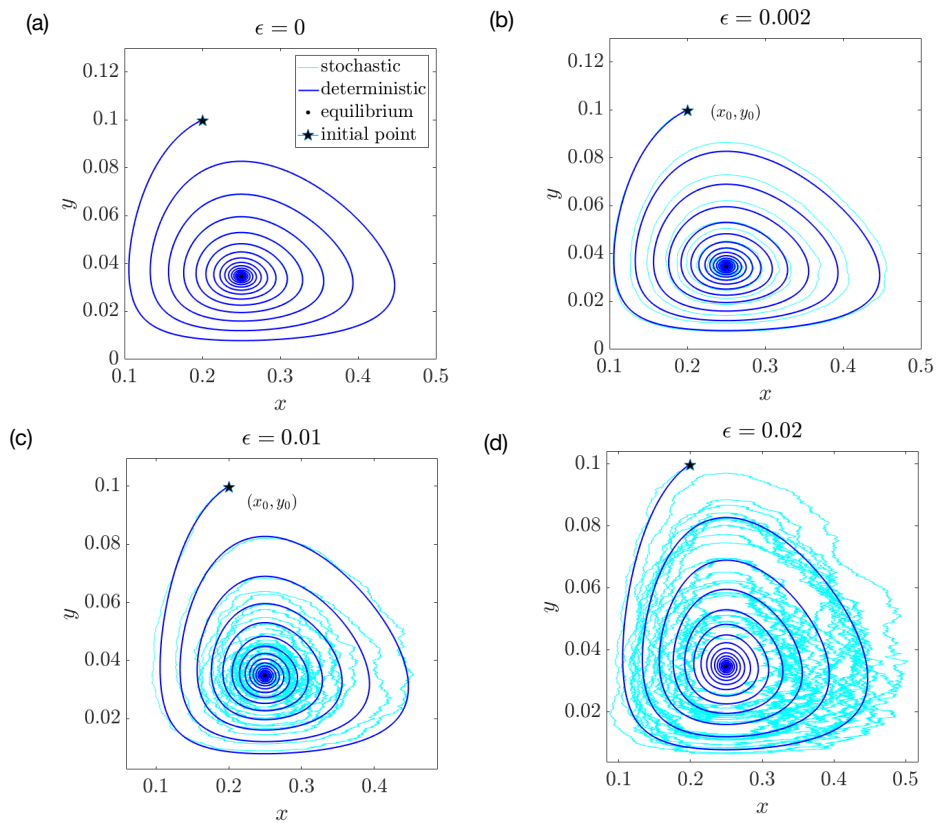 (a)
ϵ = 0
0.12
0.1
0.08
0.06
0.04
0.02
0
y
0.1 0.2 0.3 0.4 0.5
x
stochastic
deterministic
equilibrium
initial point
(b)
ϵ = 0.002
0.12
0.1
0.08
0.06
0.04
0.02
0
y
(x₀, y₀)
0.1 0.2 0.3 0.4 0.5
x
(c)
ϵ = 0.01
0.1
0.08
0.06
0.04
0.02
y
(x₀, y₀)
0.1 0.2 0.3 0.4
x
(d)
ϵ = 0.02
0.1
0.08
0.06
0.04
0.02
y
0.1 0.2 0.3 0.4 0.5
x